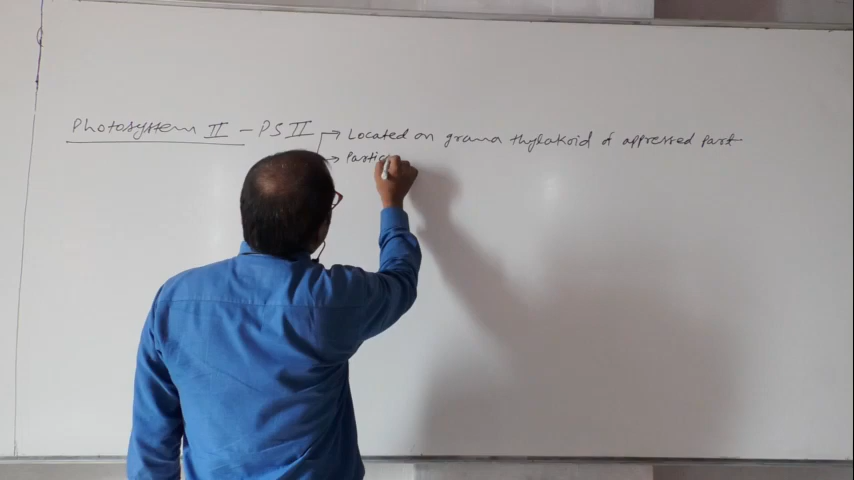 Photosystem II - PS II → Located on grana thylakoid of appressed part
→ Partic